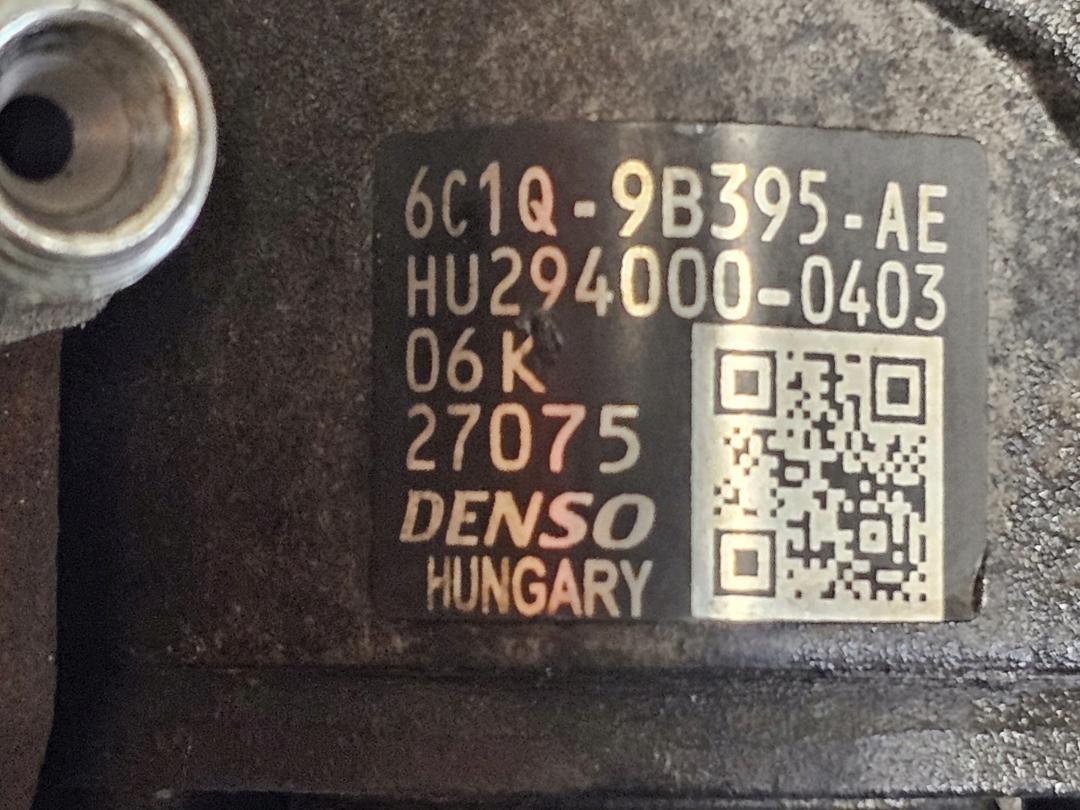 6C1Q-9B395-AE
HU294000-0403
06K
27075
DENSO
HUNGARY